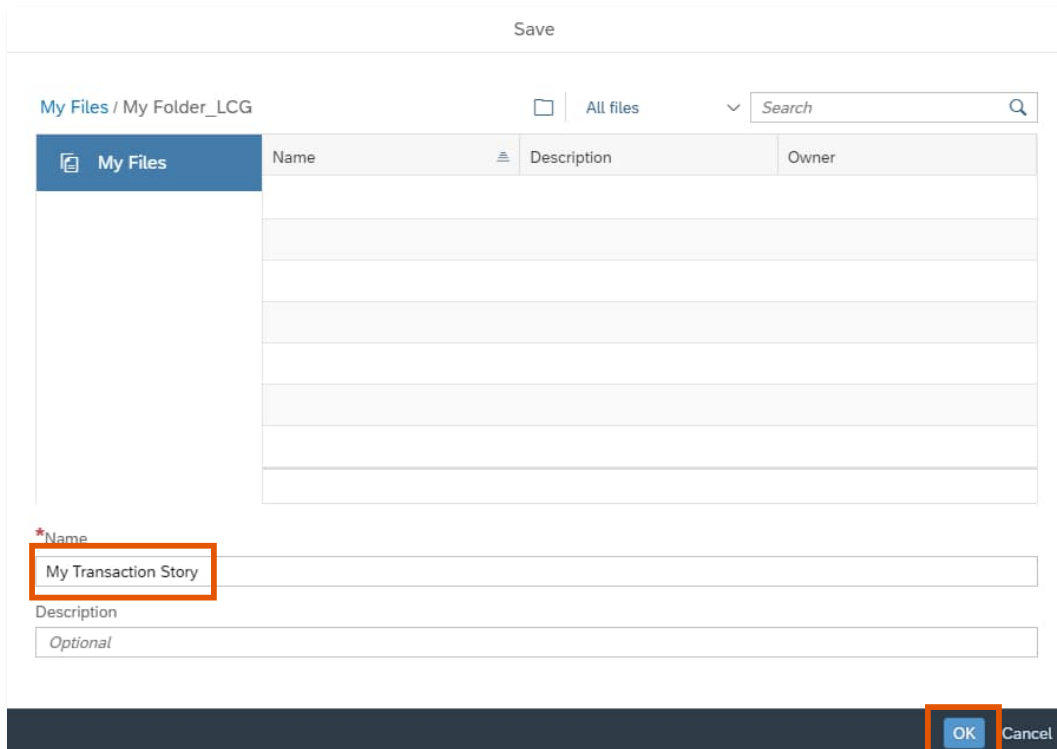 Save
My Files / My Folder_LCG
All files
Search
My Files
Name
Description
Owner
*Name
My Transaction Story
Description
Optional
OK
Cancel